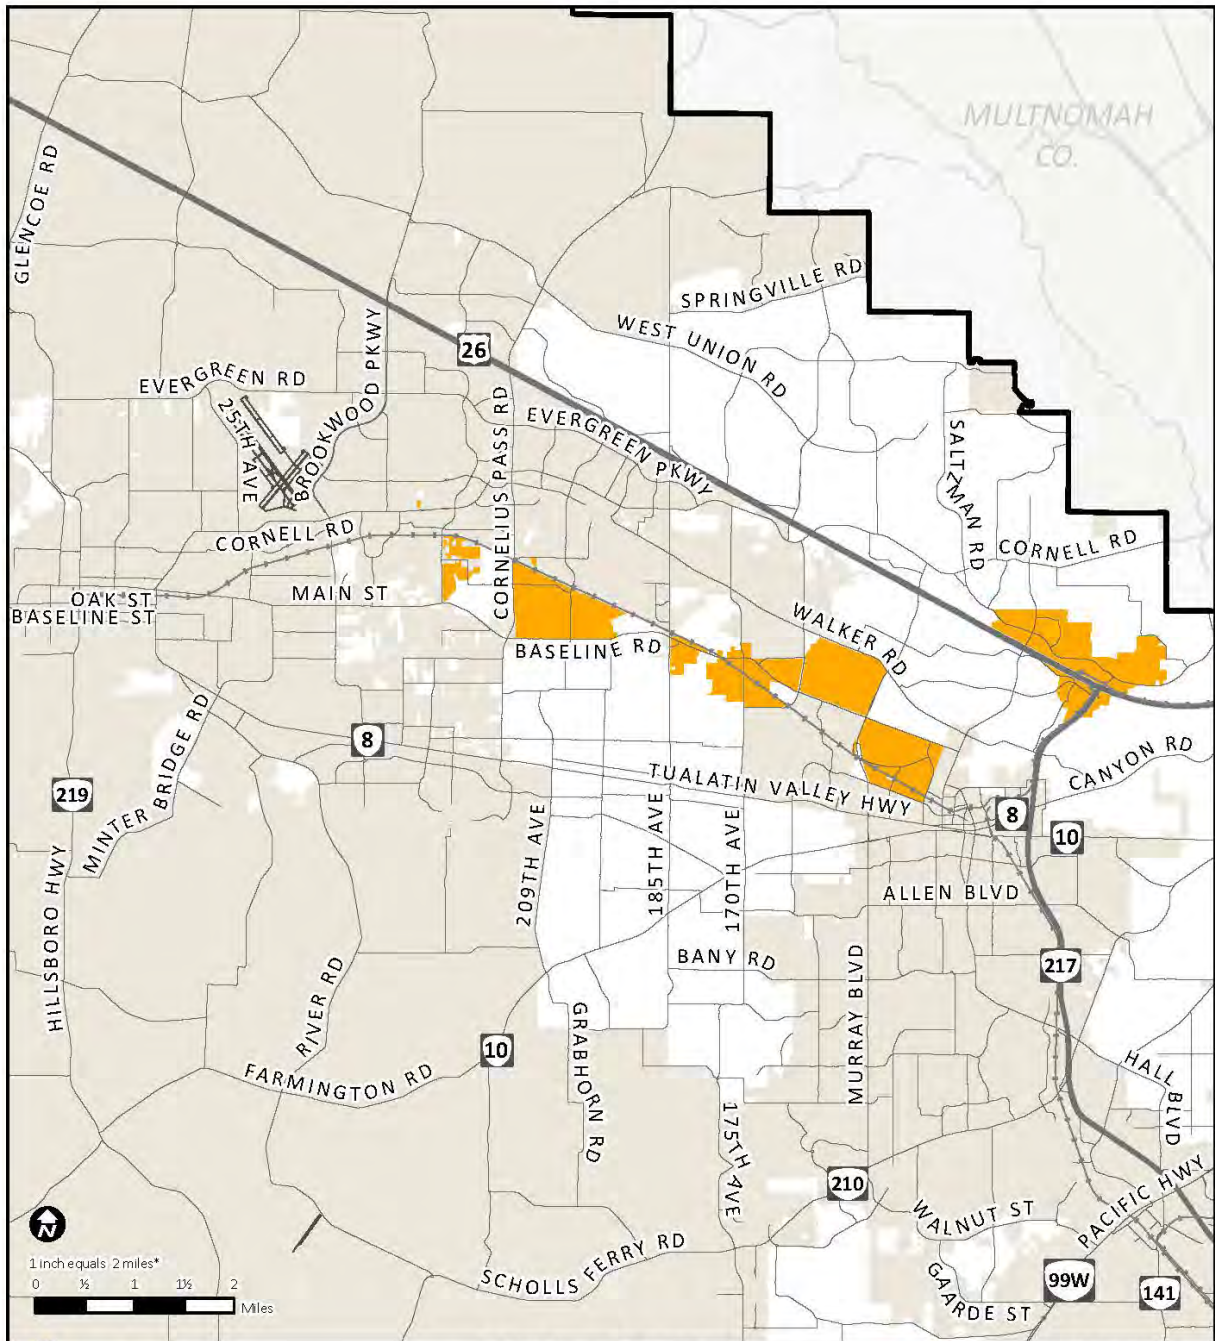 MULTNOMAH
CO.
GLENCOE RD
SPRINGVILLE RD
WEST UNION RD
26
EVERGREEN RD
BROOKWOOD PKWY
25TH AVE
CORNELIUS PASS RD
EVERGREEN PKWY
SALTZMAN RD
CORNELL RD
CORNELL RD
OAK ST
BASELINE ST
MAIN ST
WALKER RD
BASELINE RD
8
219
MINTER BRIDGE RD
CANYON RD
TUALATIN VALLEY HWY
8
10
209TH AVE
185TH AVE
170TH AVE
ALLEN BLVD
HILLSBORO HWY
RIVER RD
BANY RD
MURRAY BLVD
217
10
GRABHORN RD
FARMINGTON RD
HALL BLVD
175TH AVE
210
WALNUT ST
PACIFIC HWY
N
SCHOLLS FERRY RD
GAARDE ST
99W
141
1 inch equals 2 miles*
0 ½ 1 1½ 2
Miles